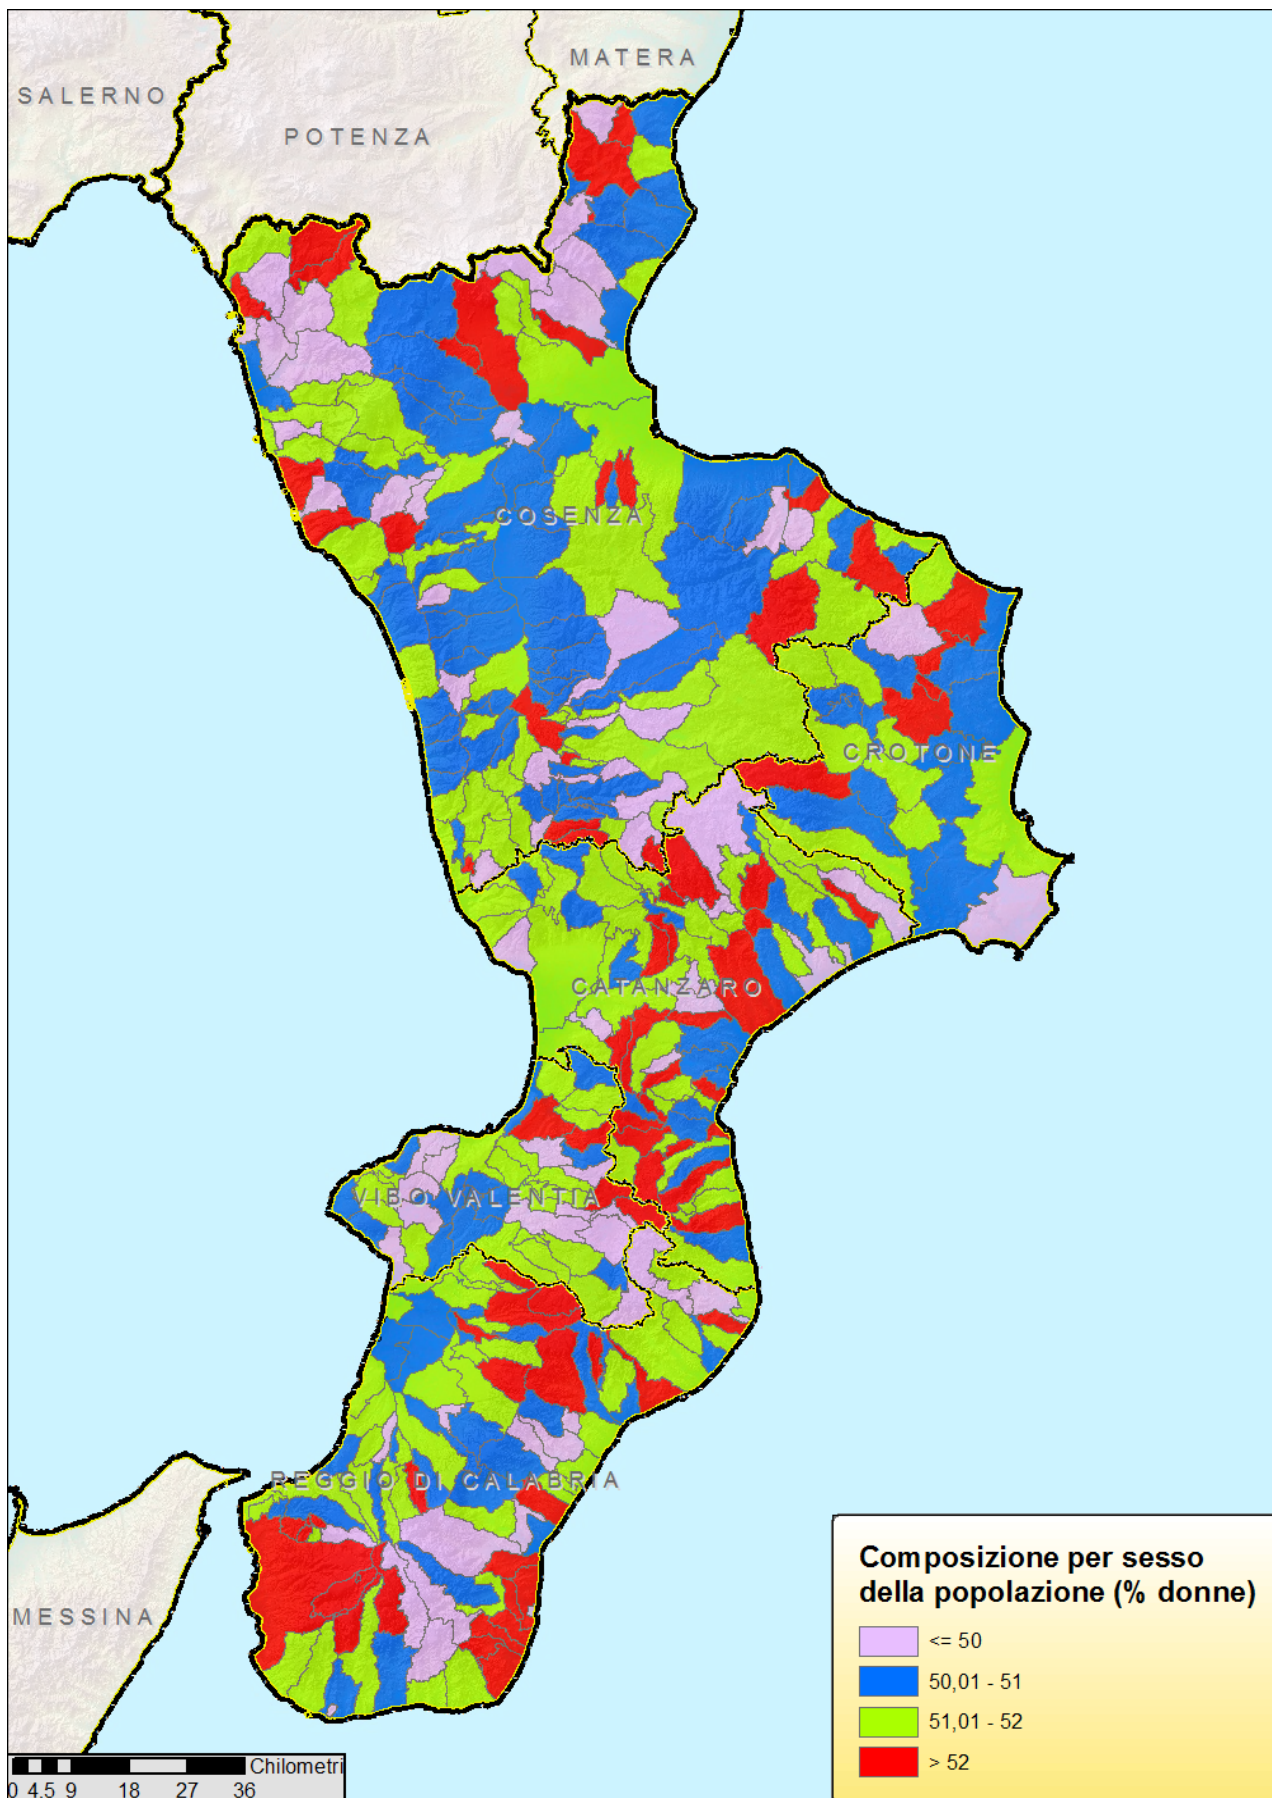 MATERA
SALERNO
POTENZA
COSENZA
CROTONE
CATANZARO
VIBO VALENTIA
REGGIO DI CALABRIA
MESSINA
Composizione per sesso
della popolazione (% donne)
<= 50
50,01 - 51
51,01 - 52
> 52
Chilometri
0 4,5 9 18 27 36